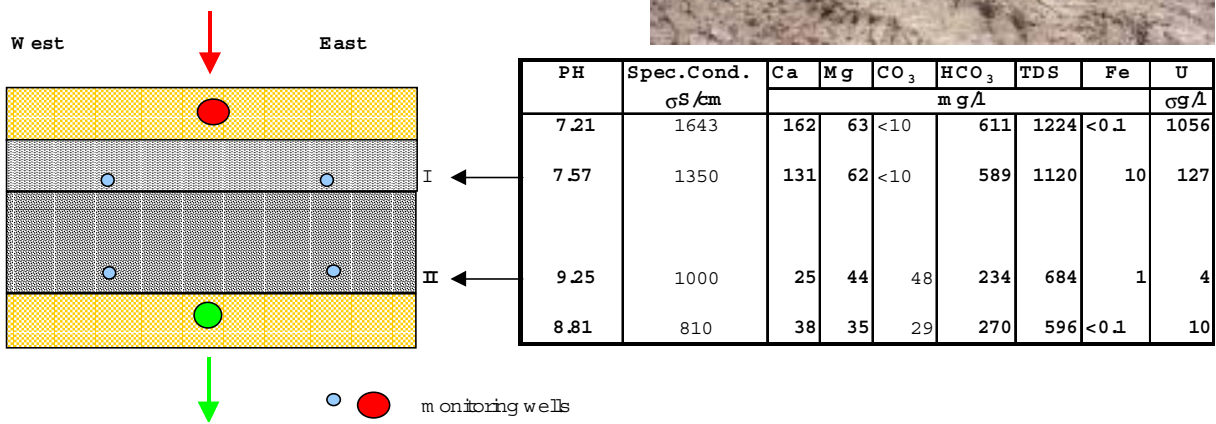 West East
PH Spec.Cond. Ca Mg CO₃ HCO₃ TDS Fe U
σS/cm mg/l σg/l
7.21 1643 162 63 <10 611 1224 <0.1 1056
I 7.57 1350 131 62 <10 589 1120 10 127
II 9.25 1000 25 44 48 234 684 1 4
8.81 810 38 35 29 270 596 <0.1 10
monitoring wells